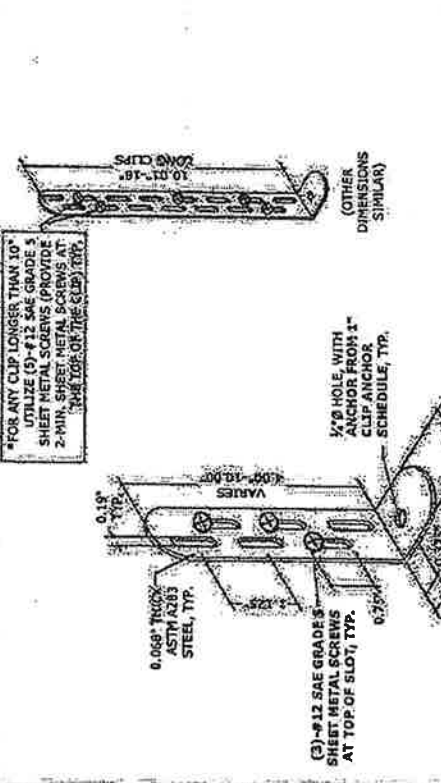 *FOR ANY CLIP LONGER THAN 10"
UTILIZE (5)-#12 SAE GRADE 5
SHEET METAL SCREWS (PROVIDE
2-MIN. SHEET METAL SCREWS AT
THE TOP OF THE CLIP) TYP.
10.01"-16"
LONG CLIPS
(OTHER
DIMENSIONS
SIMILAR)
0.19"
TYP.
0.068" THICK
ASTM A283
STEEL, TYP.
VARIES
4.00"-10.00"
0.75"
(3)-#12 SAE GRADE 5
SHEET METAL SCREWS
AT TOP OF SLOT, TYP.
¼"Ø HOLE, WITH
ANCHOR FROM 1"
CLIP ANCHOR
SCHEDULE, TYP.